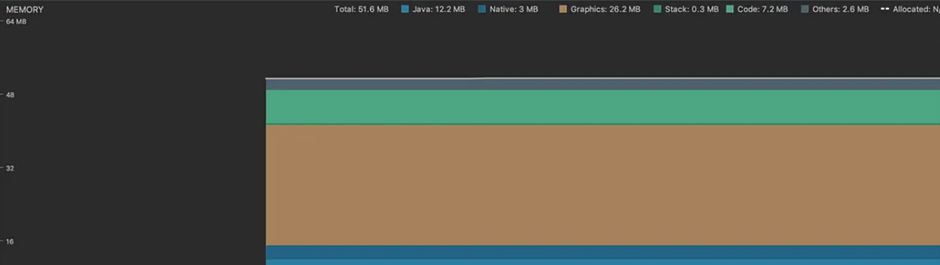 MEMORY
Total: 51.6 MB Java: 12.2 MB Native: 3 MB Graphics: 26.2 MB Stack: 0.3 MB Code: 7.2 MB Others: 2.6 MB Allocated:
64 MB
48
32
16